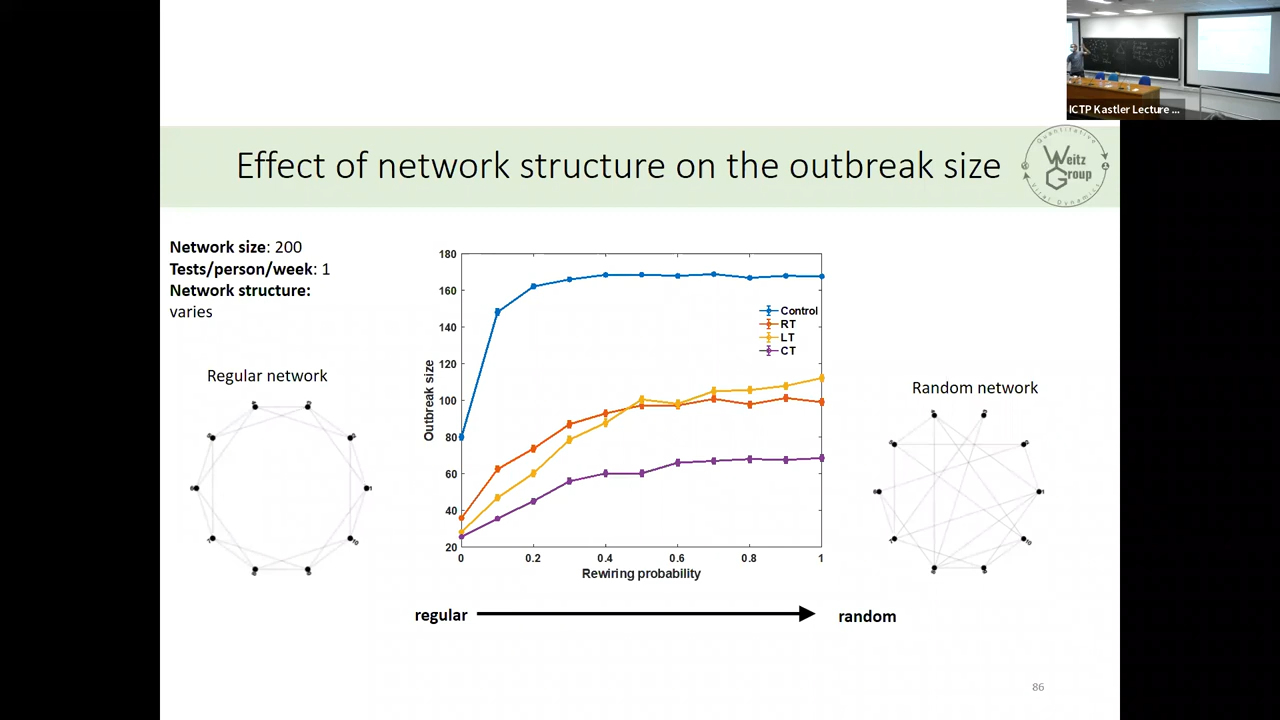 ICTP Kastler Lecture ...
Effect of network structure on the outbreak size
Quantitative
Weitz
Group
Viral Dynamics
Network size: 200
Tests/person/week: 1
Network structure:
varies
Regular network
Outbreak size
180
160
140
120
100
80
60
40
20
Control
RT
LT
CT
0
0.2
0.4
0.6
0.8
1
Rewiring probability
Random network
regular
random
86